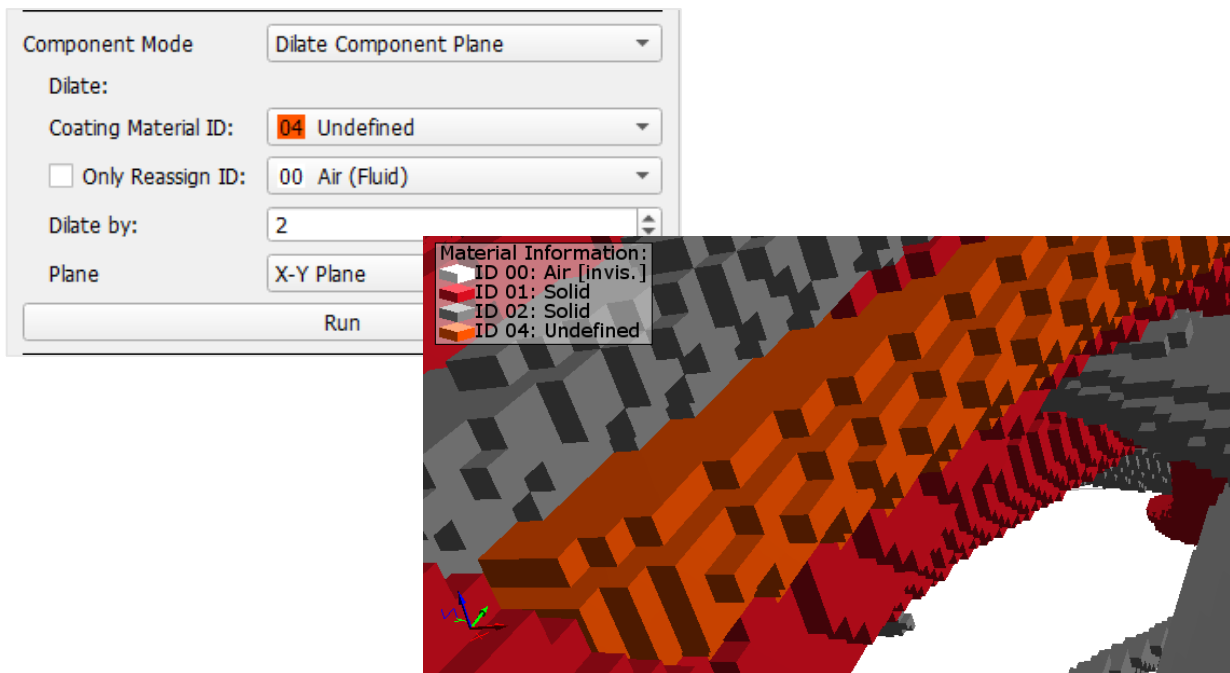 Component Mode Dilate Component Plane
Dilate:
Coating Material ID: 04 Undefined
Only Reassign ID: 00 Air (Fluid)
Dilate by: 2
Plane X-Y Plane
Run
Material Information:
ID 00: Air [invis.]
ID 01: Solid
ID 02: Solid
ID 04: Undefined